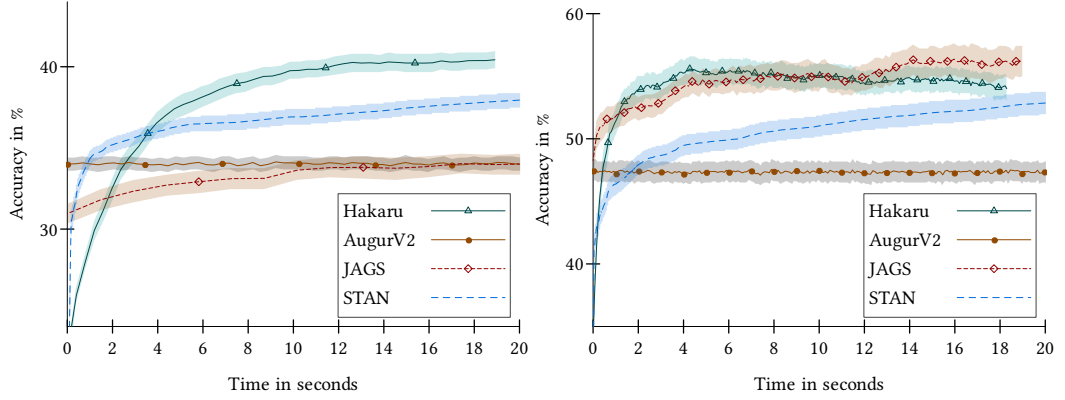 Accuracy in %
40
30
0 2 4 6 8 10 12 14 16 18 20
Time in seconds
Hakaru
AugurV2
JAGS
STAN
Accuracy in %
60
50
40
0 2 4 6 8 10 12 14 16 18 20
Time in seconds
Hakaru
AugurV2
JAGS
STAN